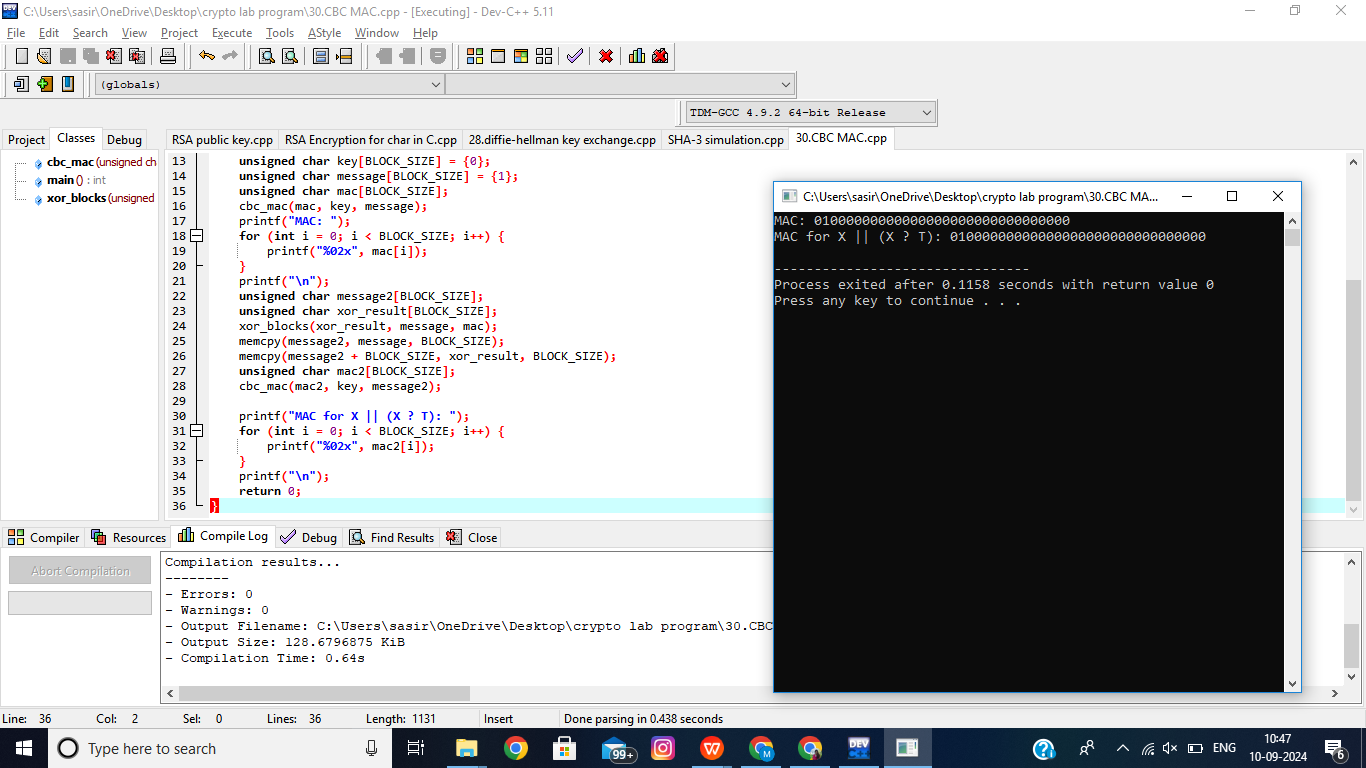 C:\Users\sasir\OneDrive\Desktop\crypto lab program\30.CBC MAC.cpp - [Executing] - Dev-C++ 5.11
File Edit Search View Project Execute Tools AStyle Window Help
(globals)
TDM-GCC 4.9.2 64-bit Release
Project Classes Debug
RSA public key.cpp RSA Encryption for char in C.cpp 28.diffie-hellman key exchange.cpp SHA-3 simulation.cpp 30.CBC MAC.cpp
cbc_mac (unsigned ch
main () : int
xor_blocks (unsigned
13 unsigned char key[BLOCK_SIZE] = {0};
14 unsigned char message[BLOCK_SIZE] = {1};
15 unsigned char mac[BLOCK_SIZE];
16 cbc_mac(mac, key, message);
17 printf("MAC: ");
18 for (int i = 0; i < BLOCK_SIZE; i++) {
19 printf("%02x", mac[i]);
20 }
21 printf("\n");
22 unsigned char message2[BLOCK_SIZE];
23 unsigned char xor_result[BLOCK_SIZE];
24 xor_blocks(xor_result, message, mac);
25 memcpy(message2, message, BLOCK_SIZE);
26 memcpy(message2 + BLOCK_SIZE, xor_result, BLOCK_SIZE);
27 unsigned char mac2[BLOCK_SIZE];
28 cbc_mac(mac2, key, message2);
29
30 printf("MAC for X || (X ? T): ");
31 for (int i = 0; i < BLOCK_SIZE; i++) {
32 printf("%02x", mac2[i]);
33 }
34 printf("\n");
35 return 0;
36 }
C:\Users\sasir\OneDrive\Desktop\crypto lab program\30.CBC MA...
MAC: 01000000000000000000000000000000
MAC for X || (X ? T): 01000000000000000000000000000000
--------------------------------
Process exited after 0.1158 seconds with return value 0
Press any key to continue . . .
Compiler Resources Compile Log Debug Find Results Close
Abort Compilation
Compilation results...
--------
- Errors: 0
- Warnings: 0
- Output Filename: C:\Users\sasir\OneDrive\Desktop\crypto lab program\30.CBC
- Output Size: 128.6796875 KiB
- Compilation Time: 0.64s
Line: 36 Col: 2 Sel: 0 Lines: 36 Length: 1131 Insert Done parsing in 0.438 seconds
Type here to search
99+
DEV
M
ENG
10:47
10-09-2024
6